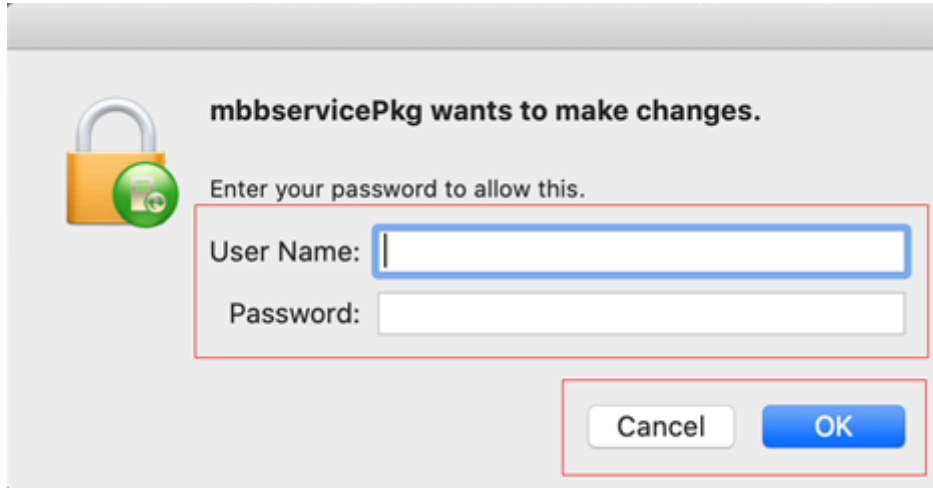 mbbservicePkg wants to make changes.
Enter your password to allow this.
User Name:
Password:
Cancel OK